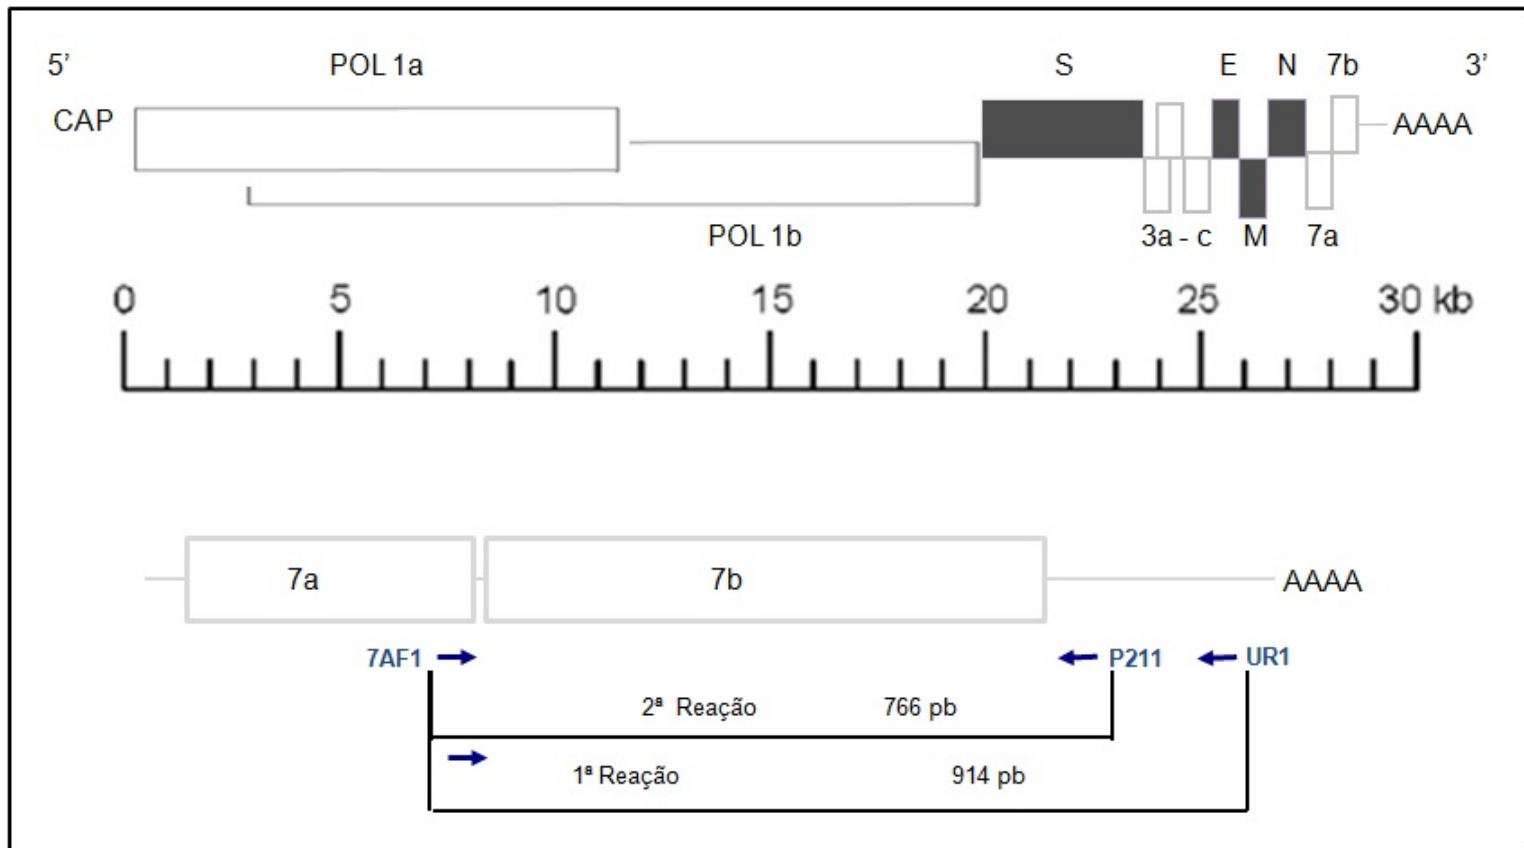 5’ POL 1a S E N 7b 3’
CAP AAAA
POL 1b 3a - c M 7a
0 5 10 15 20 25 30 kb
7a 7b AAAA
7AF1 P211 UR1
2ª Reação 766 pb
1ª Reação 914 pb